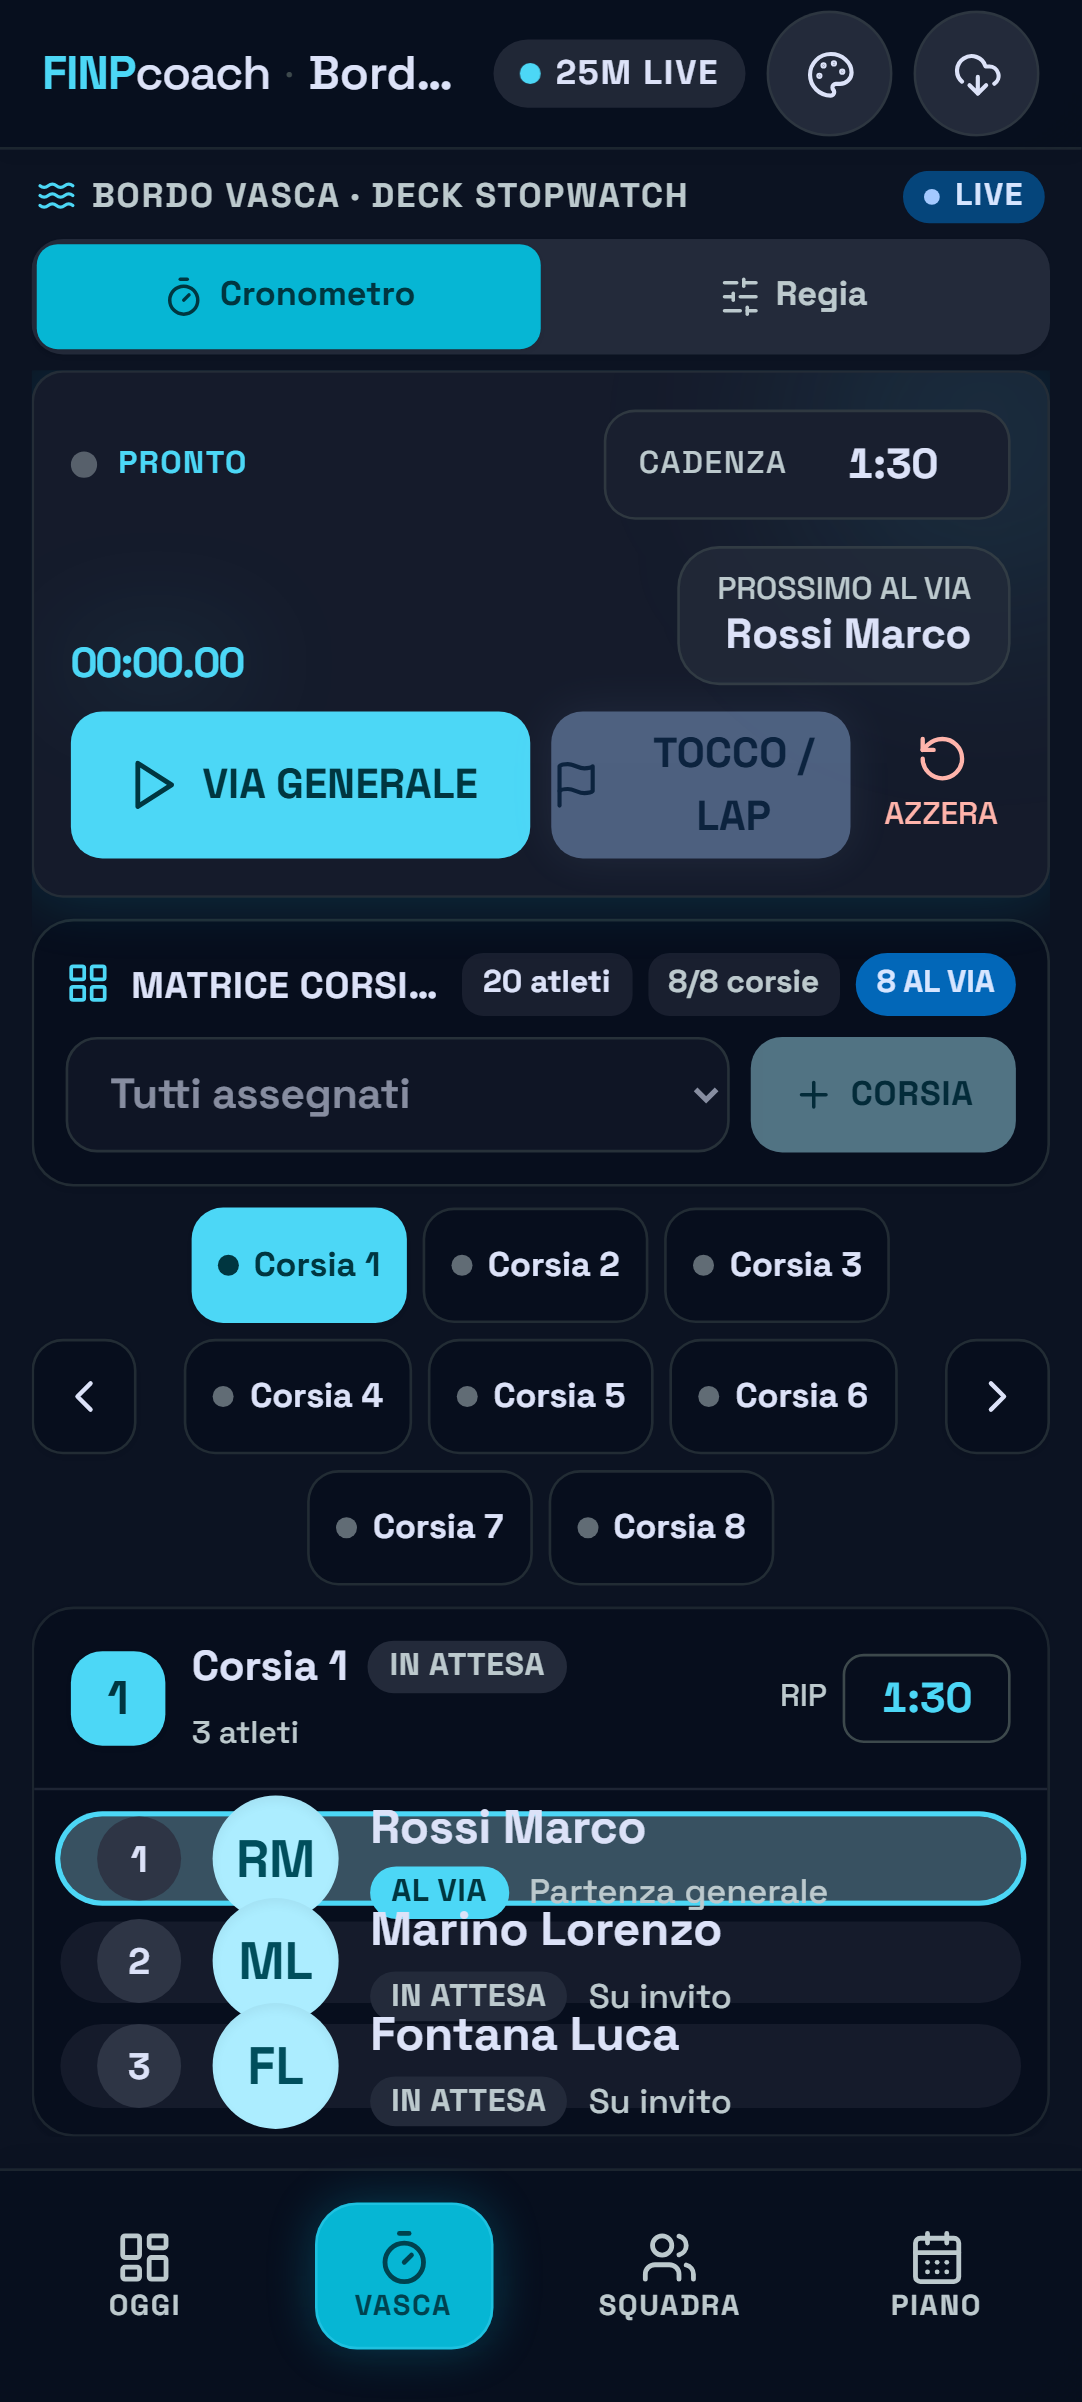 FINPcoach · Bord...
25M LIVE
BORDO VASCA · DECK STOPWATCH
LIVE
Cronometro
Regia
PRONTO
CADENZA 1:30
PROSSIMO AL VIA
Rossi Marco
00:00.00
VIA GENERALE
TOCCO /
LAP
AZZERA
MATRICE CORSI...
20 atleti
8/8 corsie
8 AL VIA
Tutti assegnati
+ CORSIA
Corsia 1
Corsia 2
Corsia 3
Corsia 4
Corsia 5
Corsia 6
Corsia 7
Corsia 8
1
Corsia 1
IN ATTESA
3 atleti
RIP 1:30
1
RM
Rossi Marco
AL VIA
Partenza generale
2
ML
Marino Lorenzo
IN ATTESA
Su invito
3
FL
Fontana Luca
IN ATTESA
Su invito
OGGI
VASCA
SQUADRA
PIANO